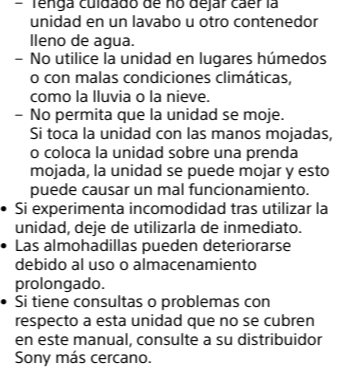 – Tenga cuidado de no dejar caer la
unidad en un lavabo u otro contenedor
lleno de agua.
– No utilice la unidad en lugares húmedos
o con malas condiciones climáticas,
como la lluvia o la nieve.
– No permita que la unidad se moje.
Si toca la unidad con las manos mojadas,
o coloca la unidad sobre una prenda
mojada, la unidad se puede mojar y esto
puede causar un mal funcionamiento.
• Si experimenta incomodidad tras utilizar la
unidad, deje de utilizarla de inmediato.
• Las almohadillas pueden deteriorarse
debido al uso o almacenamiento
prolongado.
• Si tiene consultas o problemas con
respecto a esta unidad que no se cubren
en este manual, consulte a su distribuidor
Sony más cercano.